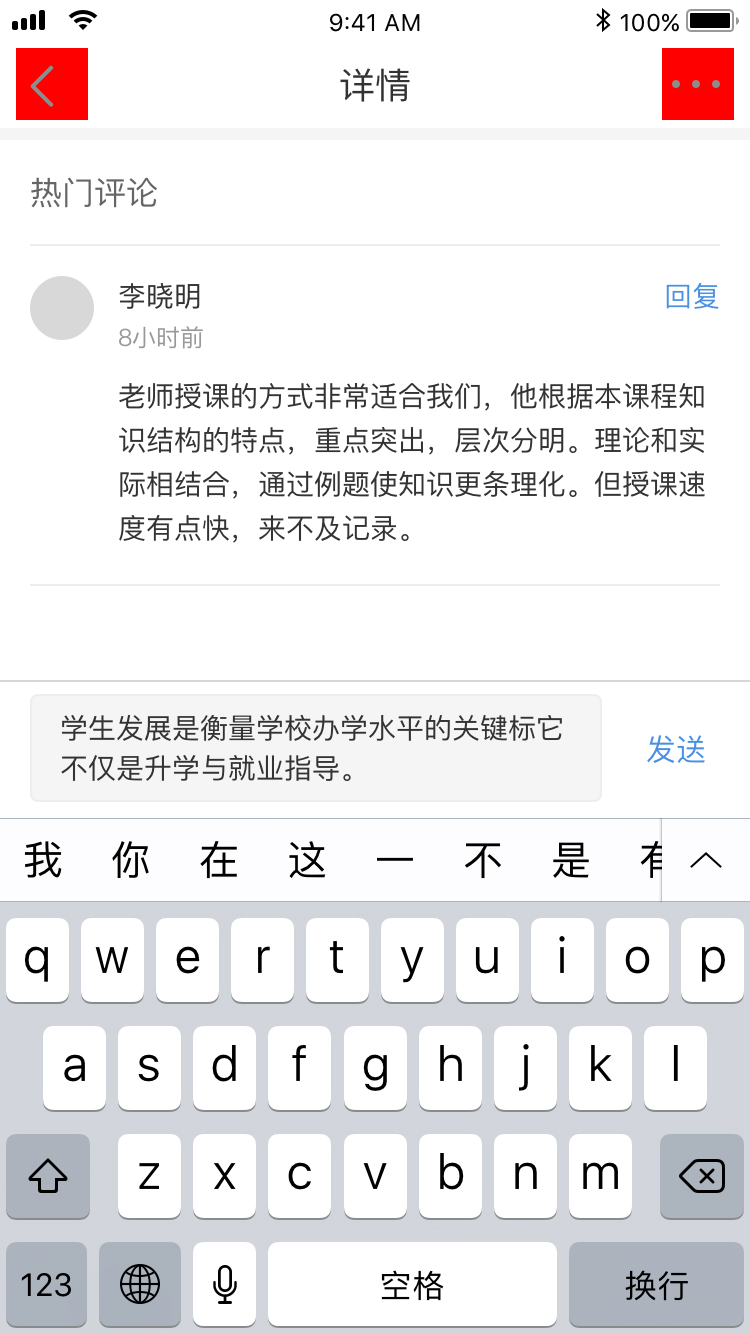 9:41 AM 100%
详情
热门评论
李晓明 回复
8小时前
老师授课的方式非常适合我们，他根据本课程知
识结构的特点，重点突出，层次分明。理论和实
际相结合，通过例题使知识更条理化。但授课速
度有点快，来不及记录。
学生发展是衡量学校办学水平的关键标它
不仅是升学与就业指导。
发送
我 你 在 这 一 不 是 有
q w e r t y u i o p
a s d f g h j k l
z x c v b n m
123 空格 换行